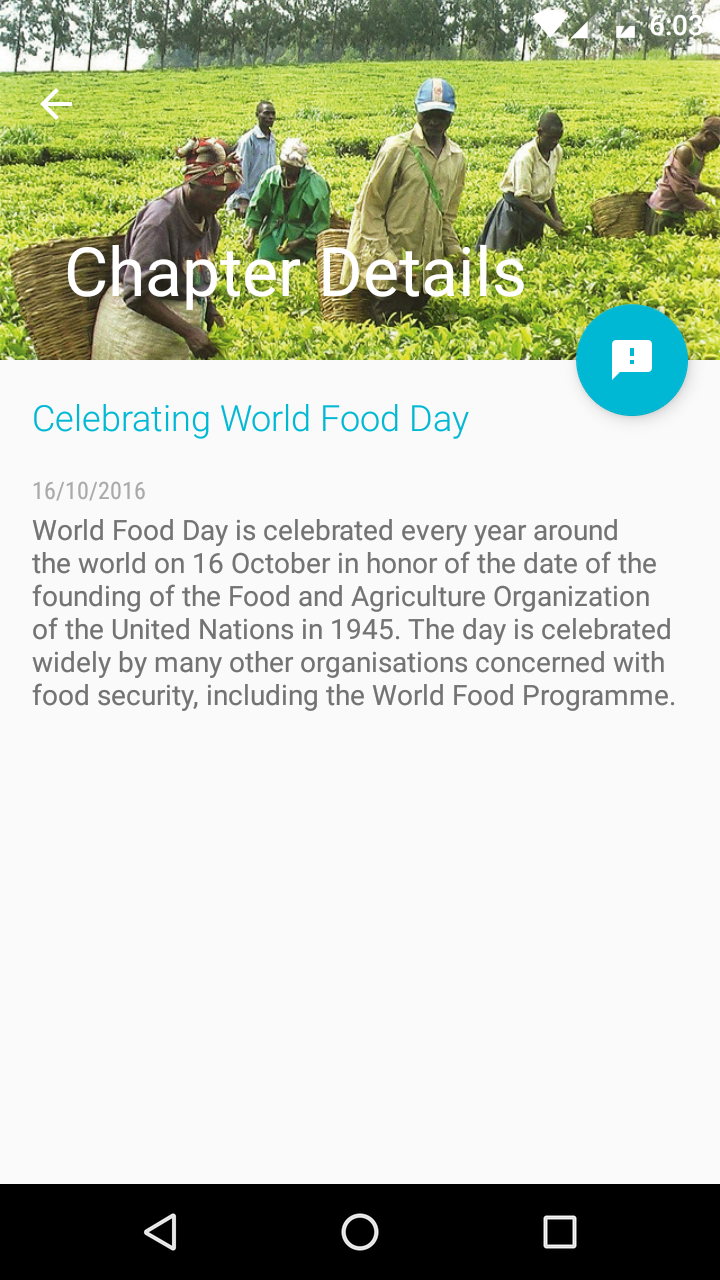 6:03
Chapter Details
Celebrating World Food Day
16/10/2016
World Food Day is celebrated every year around
the world on 16 October in honor of the date of the
founding of the Food and Agriculture Organization
of the United Nations in 1945. The day is celebrated
widely by many other organisations concerned with
food security, including the World Food Programme.